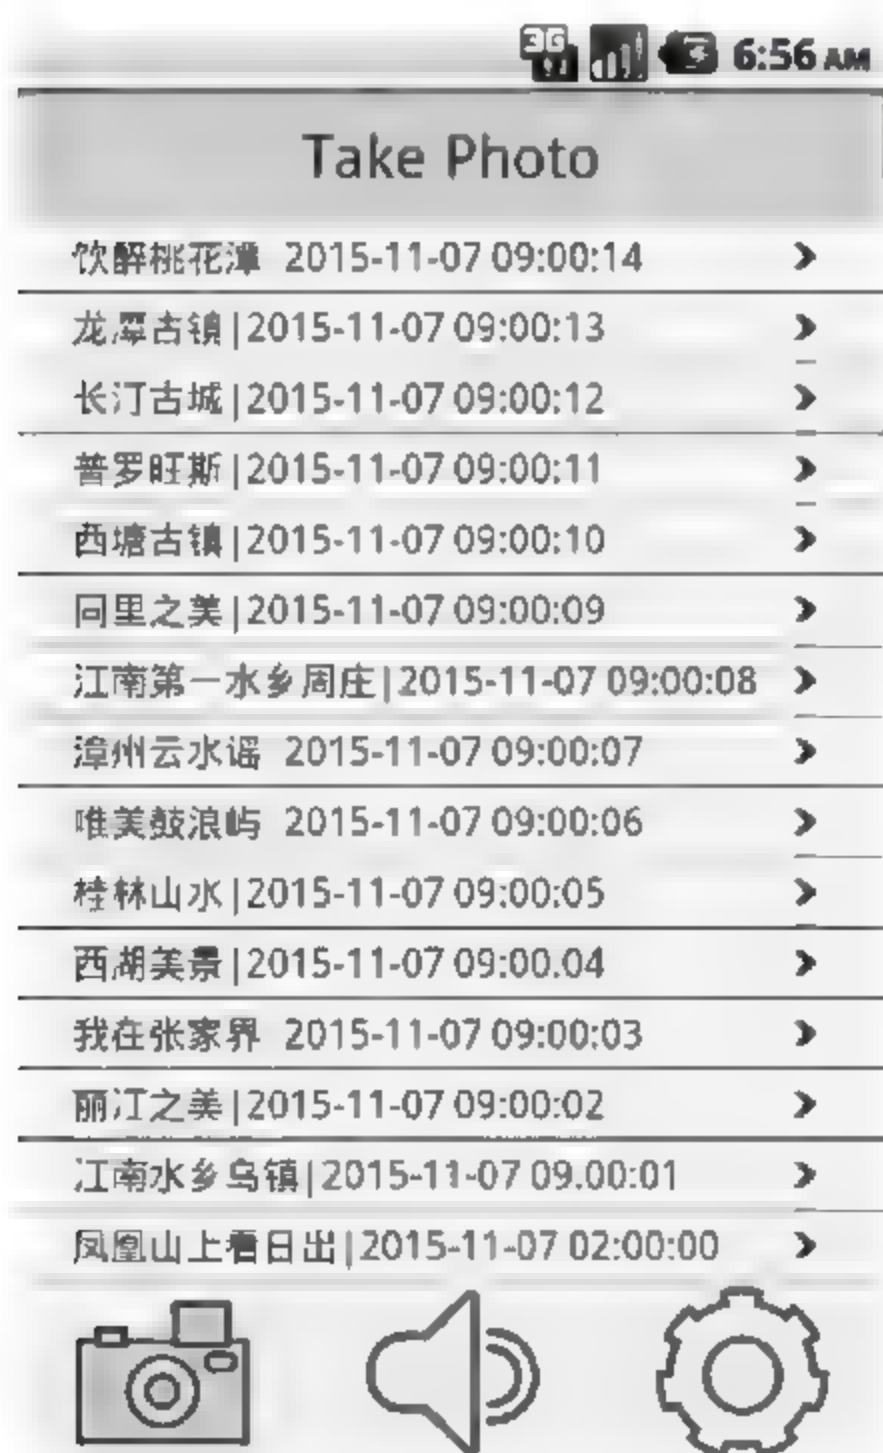 3G 6:56 AM
Take Photo
饮醉桃花潭 2015-11-07 09:00:14
龙潭古镇|2015-11-07 09:00:13
长汀古城|2015-11-07 09:00:12
普罗旺斯|2015-11-07 09:00:11
西塘古镇|2015-11-07 09:00:10
同里之美|2015-11-07 09:00:09
江南第一水乡周庄|2015-11-07 09:00:08
漳州云水谣 2015-11-07 09:00:07
唯美鼓浪屿 2015-11-07 09:00:06
桂林山水|2015-11-07 09:00:05
西湖美景|2015-11-07 09:00:04
我在张家界 2015-11-07 09:00:03
丽江之美|2015-11-07 09:00:02
江南水乡乌镇|2015-11-07 09:00:01
凤凰山上看日出|2015-11-07 02:00:00